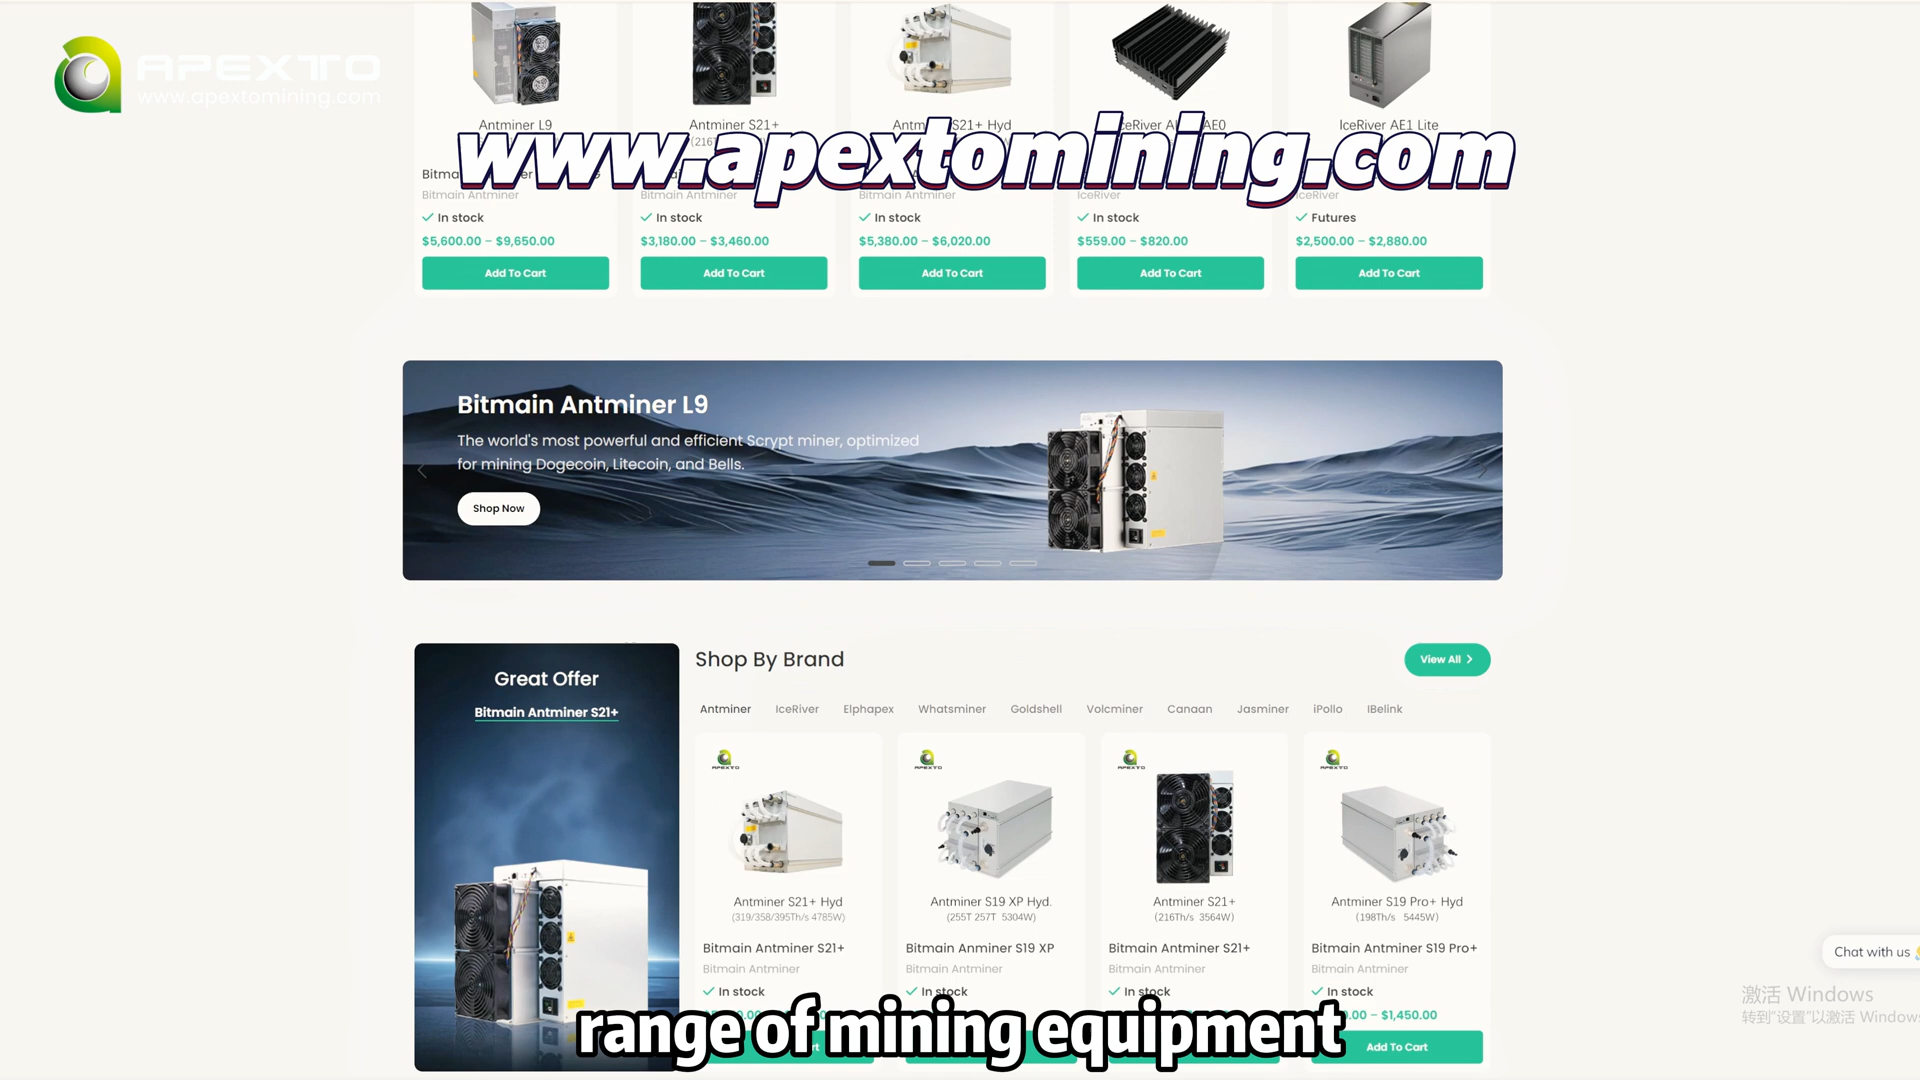 APEXTO
www.apextomining.com
Antminer L9
Antminer S21+
IceRiver AE1 Lite
www.apextomining.com
Bitmain Antminer
Bitmain Antminer
Bitmain Antminer
IceRiver
IceRiver
In stock
In stock
In stock
In stock
Futures
$5,600.00 – $9,650.00
$3,180.00 – $3,460.00
$5,380.00 – $6,020.00
$559.00 – $820.00
$2,500.00 – $2,880.00
Add To Cart
Add To Cart
Add To Cart
Add To Cart
Add To Cart
Bitmain Antminer L9
The world's most powerful and efficient Scrypt miner, optimized
for mining Dogecoin, Litecoin, and Bells.
Shop Now
Great Offer
Bitmain Antminer S21+
Shop By Brand
View All
Antminer
IceRiver
Elphapex
Whatsminer
Goldshell
Volcminer
Canaan
Jasminer
iPollo
IBelink
APEXTO
APEXTO
APEXTO
APEXTO
Antminer S21+ Hyd
(319/358/395Th/s 4785W)
Antminer S19 XP Hyd.
(255T 257T 5304W)
Antminer S21+
(216Th/s 3564W)
Antminer S19 Pro+ Hyd
(198Th/s 5445W)
Bitmain Antminer S21+
Bitmain Anminer S19 XP
Bitmain Antminer S21+
Bitmain Antminer S19 Pro+
Bitmain Antminer
Bitmain Antminer
Bitmain Antminer
Bitmain Antminer
In stock
In stock
In stock
In stock
– $1,450.00
Add To Cart
range of mining equipment
Chat with us
激活 Windows
转到"设置"以激活 Windows